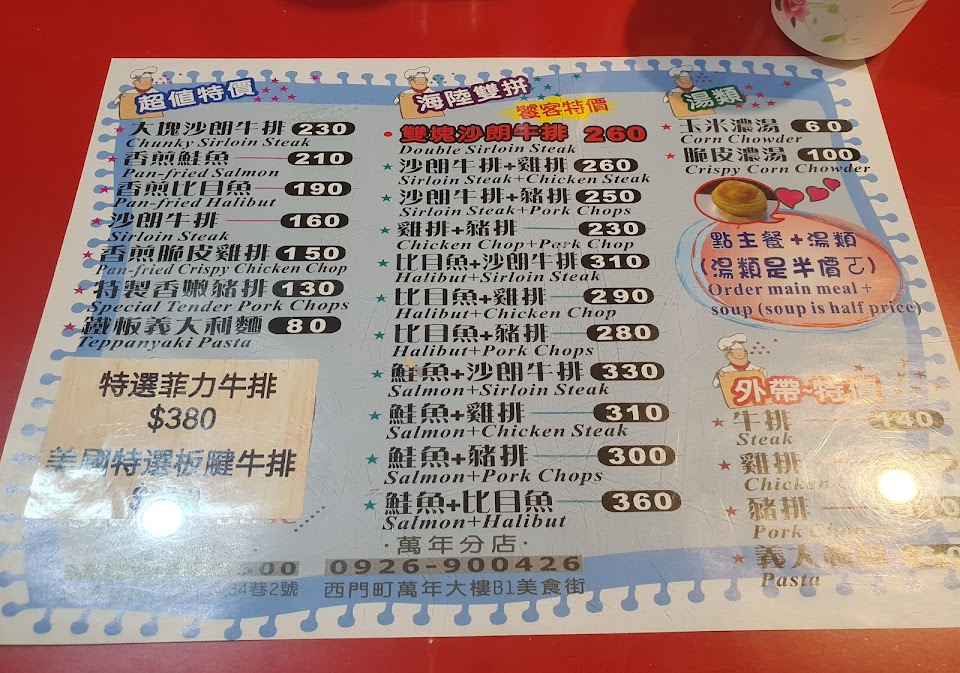 超值特價
大塊沙朗牛排 230
Chunky Sirloin Steak
香煎鮭魚 210
Pan-fried Salmon
香煎比目魚 190
Pan-fried Halibut
沙朗牛排 160
Sirloin Steak
香煎脆皮雞排 150
Pan-fried Crispy Chicken Chop
特製香嫩豬排 130
Special Tender Pork Chops
鐵板義大利麵 80
Teppanyaki Pasta
特選菲力牛排
$380
美國特選板腱牛排
海陸雙拼
饕客特價
雙塊沙朗牛排 260
Double Sirloin Steak
沙朗牛排+雞排 260
Sirloin Steak+Chicken Steak
沙朗牛排+豬排 250
Sirloin Steak+Pork Chops
雞排+豬排 230
Chicken Chop+Pork Chop
比目魚+沙朗牛排 310
Halibut+Sirloin Steak
比目魚+雞排 290
Halibut+Chicken Chop
比目魚+豬排 280
Halibut+Pork Chops
鮭魚+沙朗牛排 330
Salmon+Sirloin Steak
鮭魚+雞排 310
Salmon+Chicken Steak
鮭魚+豬排 300
Salmon+Pork Chops
鮭魚+比目魚 360
Salmon+Halibut
湯類
玉米濃湯 60
Corn Chowder
脆皮濃湯 100
Crispy Corn Chowder
點主餐+湯類
(湯類是半價ㄛ)
Order main meal +
soup (soup is half price)
外帶-特價
牛排 140
Steak
雞排
Chicken
豬排
Pork
義大利
Pasta
·萬年分店·
0926-900426
34巷2號 西門町萬年大樓B1美食街